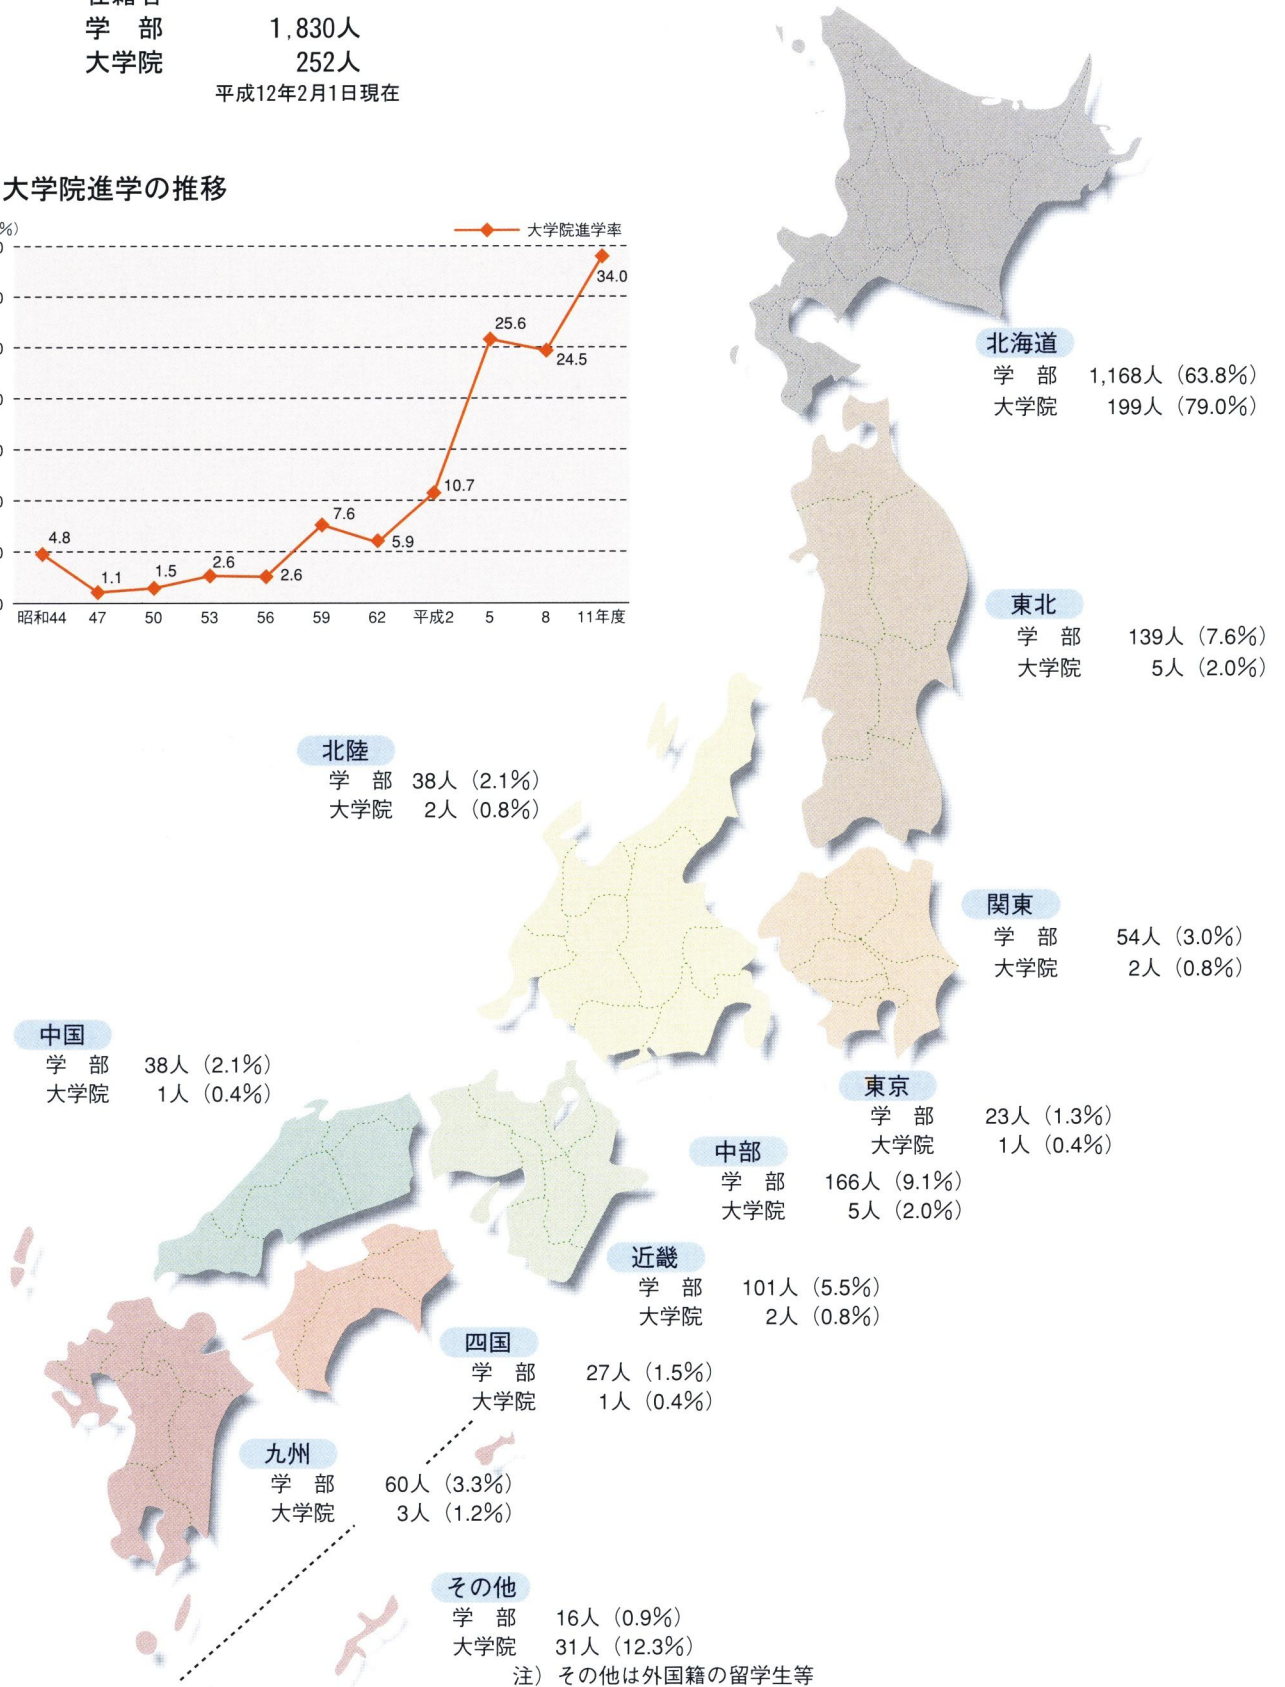 学 部 1,830人
大学院 252人
平成12年2月1日現在
大学院進学の推移
%)
大学院進学率
0
0
0
0
0
0
0
0
4.8
1.1
1.5
2.6
2.6
7.6
5.9
10.7
25.6
24.5
34.0
昭和44 47 50 53 56 59 62 平成2 5 8 11年度
北海道
学 部 1,168人(63.8%)
大学院 199人(79.0%)
東北
学 部 139人(7.6%)
大学院 5人(2.0%)
北陸
学 部 38人(2.1%)
大学院 2人(0.8%)
関東
学 部 54人(3.0%)
大学院 2人(0.8%)
中国
学 部 38人(2.1%)
大学院 1人(0.4%)
東京
学 部 23人(1.3%)
大学院 1人(0.4%)
中部
学 部 166人(9.1%)
大学院 5人(2.0%)
近畿
学 部 101人(5.5%)
大学院 2人(0.8%)
四国
学 部 27人(1.5%)
大学院 1人(0.4%)
九州
学 部 60人(3.3%)
大学院 3人(1.2%)
その他
学 部 16人(0.9%)
大学院 31人(12.3%)
注)その他は外国籍の留学生等